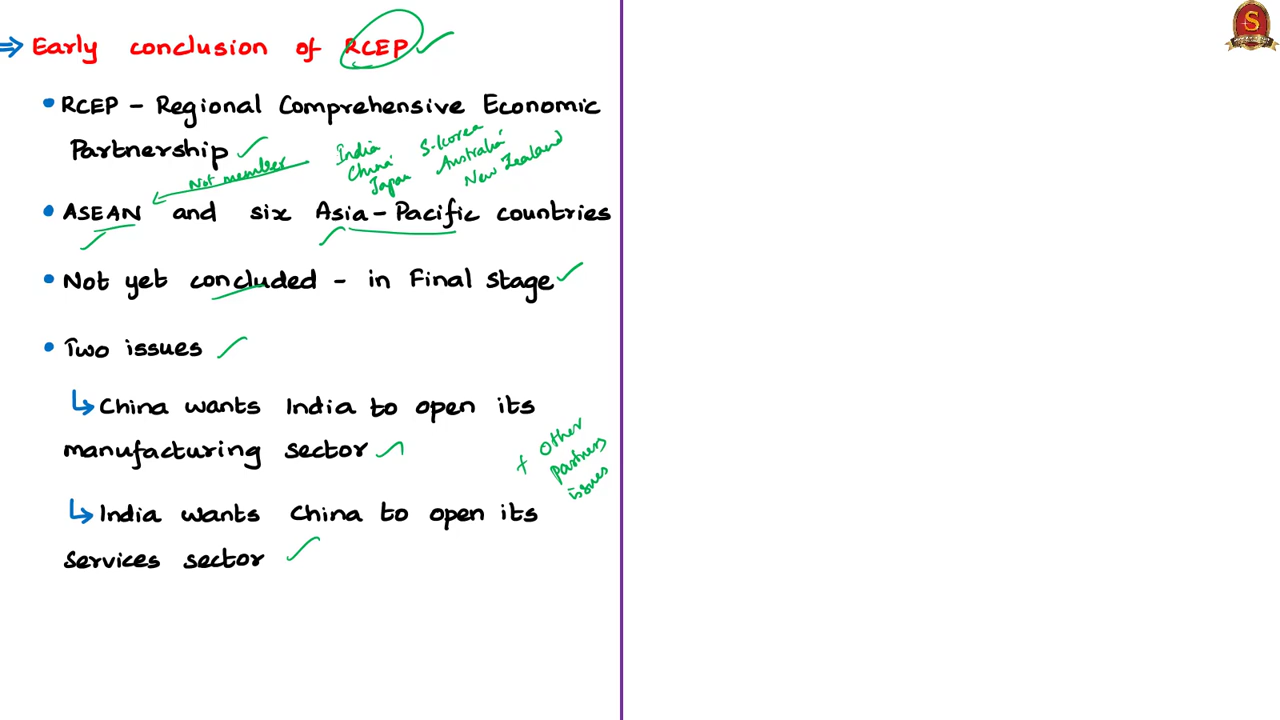 ⇒ Early conclusion of RCEP
• RCEP - Regional Comprehensive Economic
Partnership
India
China
Japan
S.Korea
Australia
New Zealand
Not member
• ASEAN and six Asia-Pacific countries
• Not yet concluded - in Final Stage
• Two issues
↳ China wants India to open its
manufacturing sector
+ Other
partners
issues
↳ India wants China to open its
Services sector
S